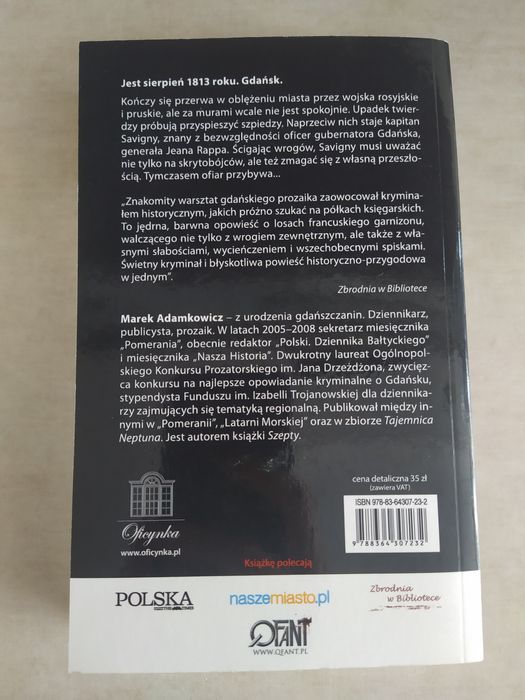 Jest sierpień 1813 roku. Gdańsk.
Kończy się przerwa w oblężeniu miasta przez wojska rosyjskie
i pruskie, ale za murami wcale nie jest spokojnie. Upadek twier-
dzy próbują przyspieszyć szpiedzy. Naprzeciw nich staje kapitan
Savigny, znany z bezwzględności oficer gubernatora Gdańska,
generała Jeana Rappa. Ścigając wrogów, Savigny musi uważać
nie tylko na skrytobójców, ale też zmagać się z własną przeszło-
ścią. Tymczasem ofiar przybywa...
„Znakomity warsztat gdańskiego prozaika zaowocował krymina-
łem historycznym, jakich próżno szukać na półkach księgarskich.
To jędrna, barwna opowieść o losach francuskiego garnizonu,
walczącego nie tylko z wrogiem zewnętrznym, ale także z wła-
snymi słabościami, wycieńczeniem i wszechobecnymi spiskami.
Świetny kryminał i błyskotliwa powieść historyczno-przygodowa
w jednym”.
Zbrodnia w Bibliotece
Marek Adamkowicz – z urodzenia gdańszczanin. Dziennikarz,
publicysta, prozaik. W latach 2005–2008 sekretarz miesięcznika
„Pomerania”, obecnie redaktor „Polski. Dziennika Bałtyckiego”
i miesięcznika „Nasza Historia”. Dwukrotny laureat Ogólnopol-
skiego Konkursu Prozatorskiego im. Jana Drzeżdżona, zwycięz-
ca konkursu na najlepsze opowiadanie kryminalne o Gdańsku,
stypendysta Funduszu im. Izabelli Trojanowskiej dla dziennika-
rzy zajmujących się tematyką regionalną. Publikował między in-
nymi w „Pomeranii”, „Latarni Morskiej” oraz w zbiorze Tajemnica
Neptuna. Jest autorem książki Szepty.
cena detaliczna 35 zł
(zawiera VAT)
ISBN 978-83-64307-23-2
9 788364 307232
Oficynka
www.oficynka.pl
Książkę polecają
POLSKA
naszemiasto.pl
Zbrodnia
w Bibliotece
QFANT
WWW.QFANT.PL